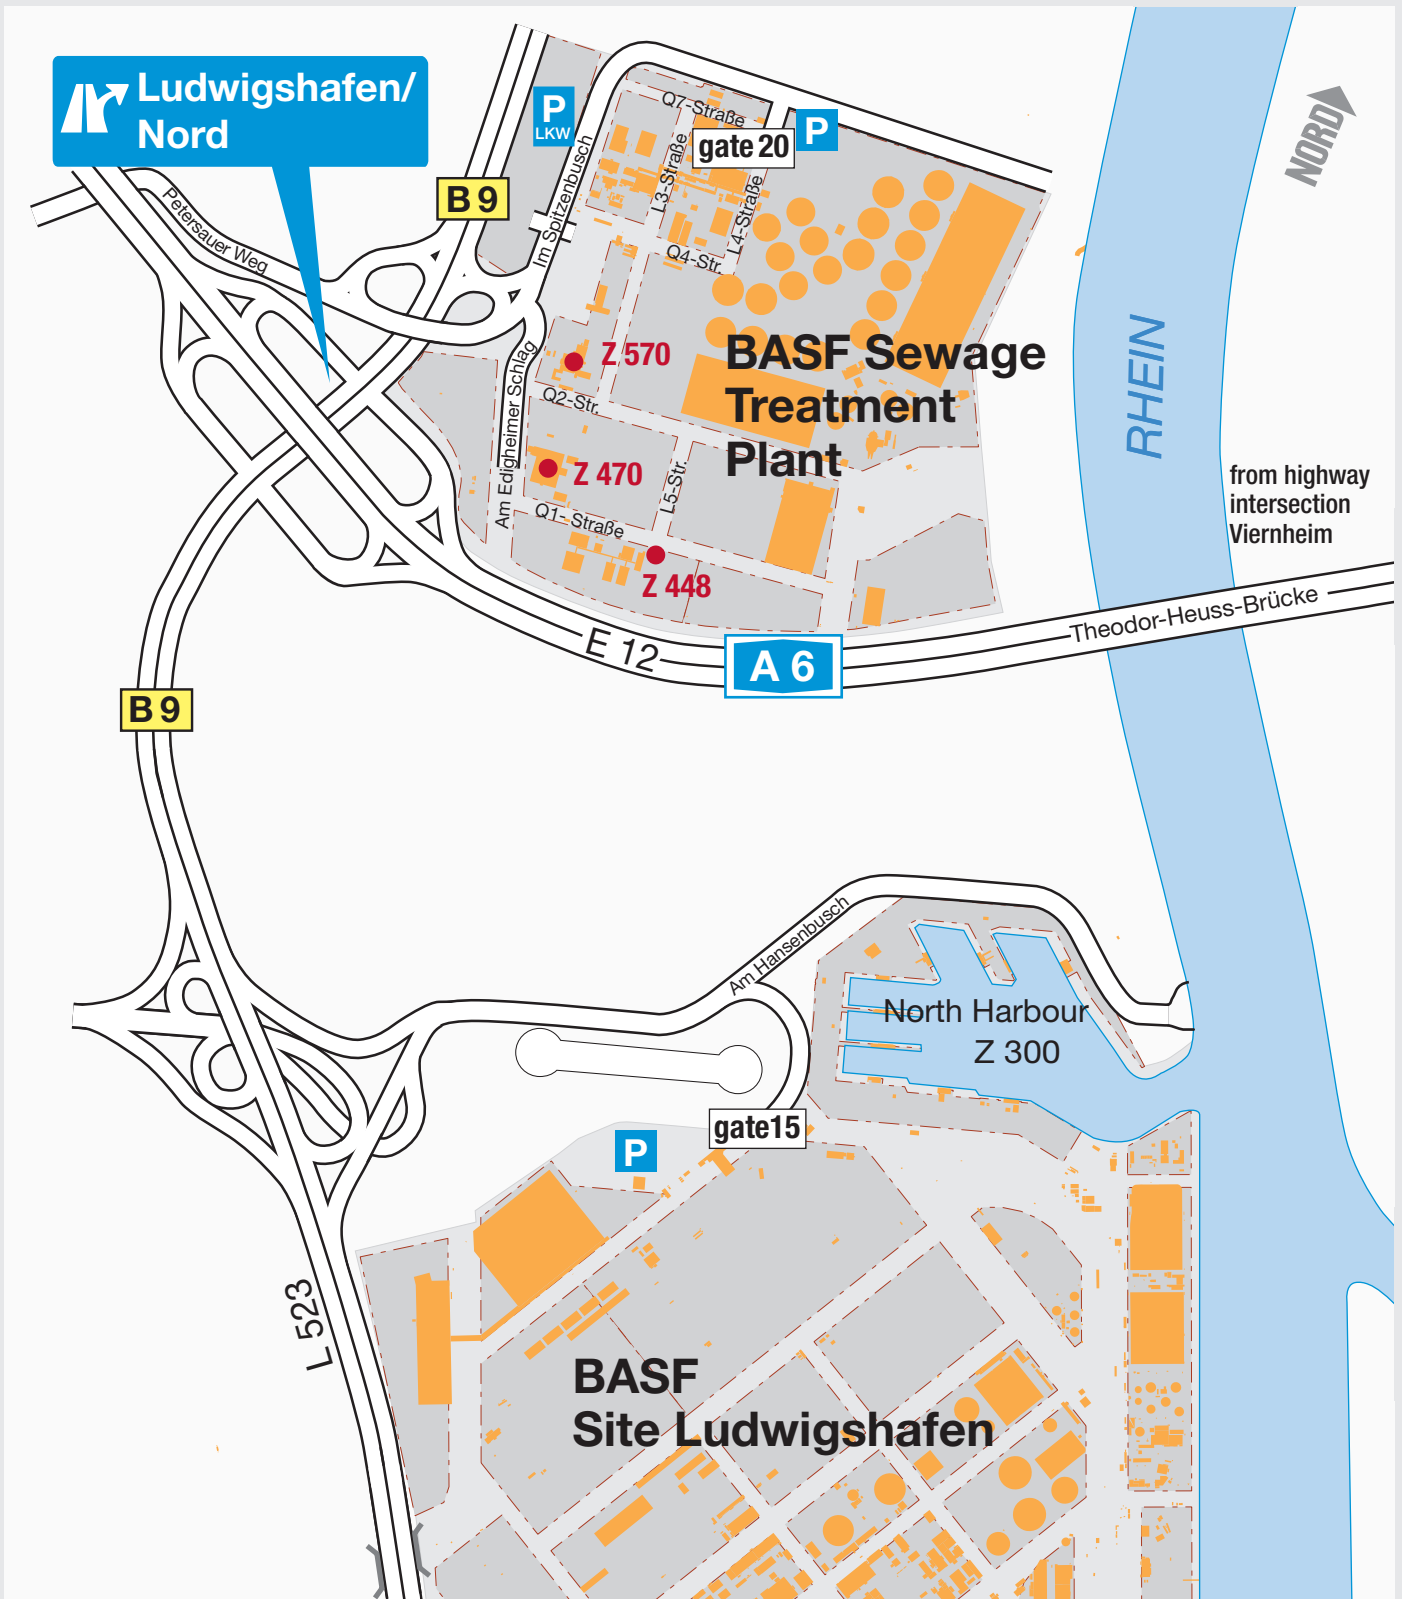 Ludwigshafen/
Nord
P
LKW
P
Q7-Straße
gate 20
NORD
B 9
Petersauer Weg
Im Spitzenbusch
L3-Straße
L4-Straße
Q4-Str.
Z 570
BASF Sewage
Treatment
Plant
RHEIN
Am Edigheimer Schlag
Q2-Str.
Z 470
L5-Str.
Q1- Straße
Z 448
from highway
intersection
Viernheim
Theodor-Heuss-Brücke
E 12
A 6
B 9
Am Hansenbusch
North Harbour
Z 300
gate15
P
L 523
BASF
Site Ludwigshafen